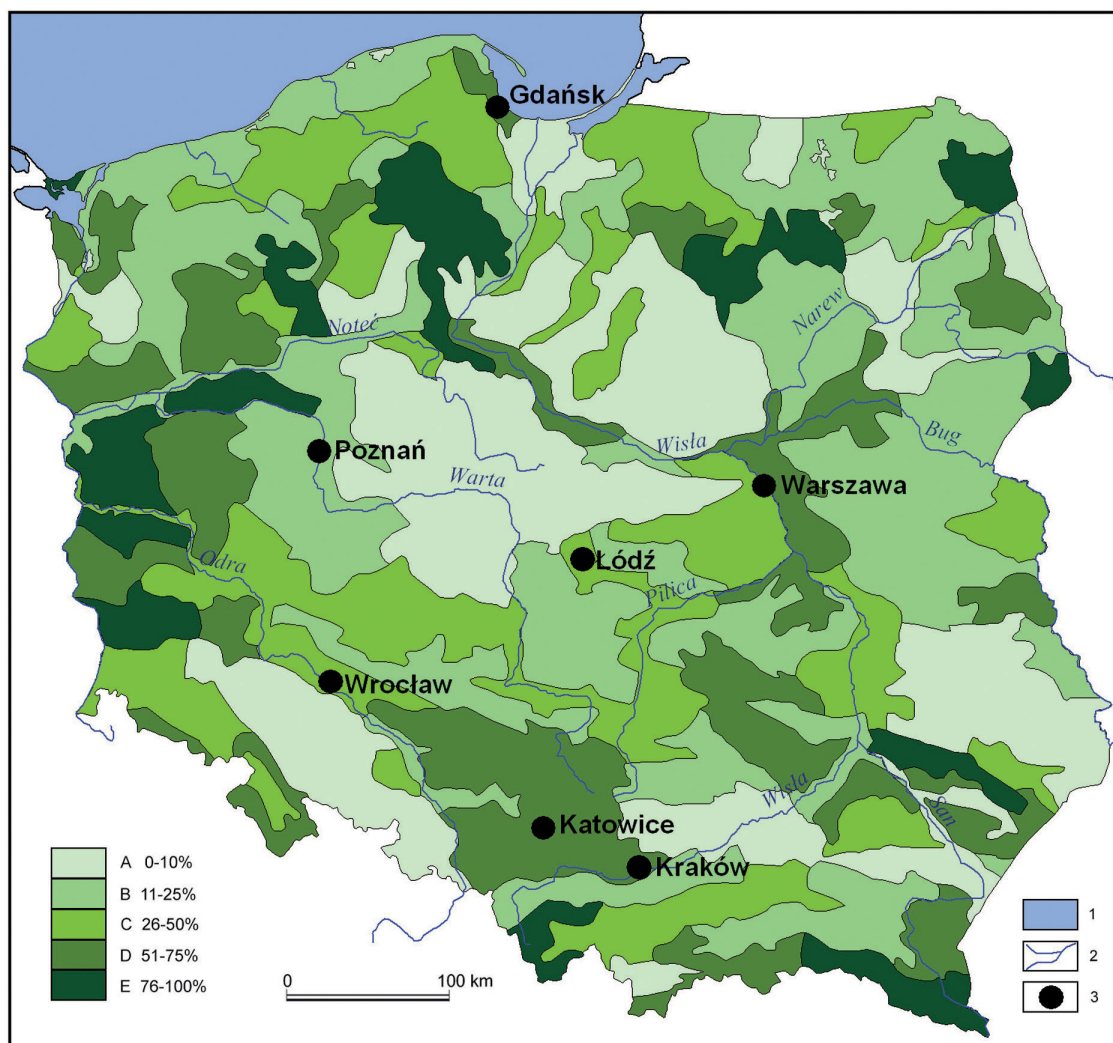 Gdańsk
Noteć
Narew
Poznań
Wisła
Bug
Warta
Warszawa
Odra
Łódź
Pilica
Wrocław
Wisła
San
Katowice
Kraków
A 0-10%
B 11-25%
C 26-50%
D 51-75%
E 76-100%
0 100 km
1
2
3